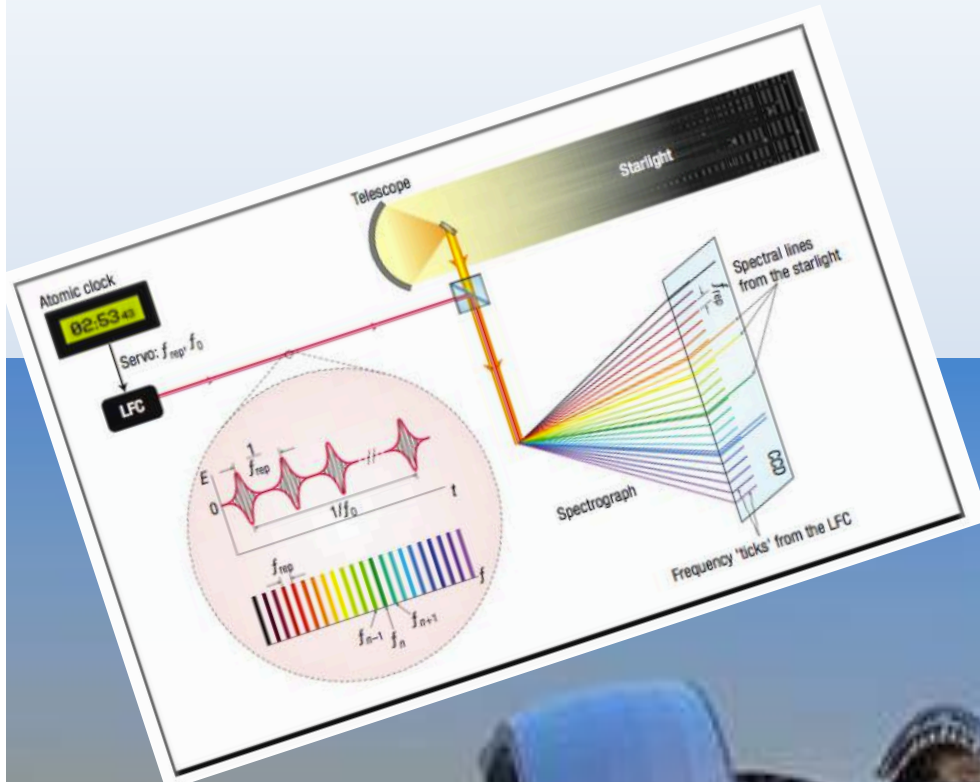 Telescope
Starlight
Atomic clock
02:53 43
Servo: f_rep, f_0
LFC
Spectral lines
from the starlight
f_rep
CCD
Spectrograph
Frequency 'ticks' from the LFC
E
0
1
f_rep
1/f_0
t
f_rep
f
f_n-1
f_n
f_n+1